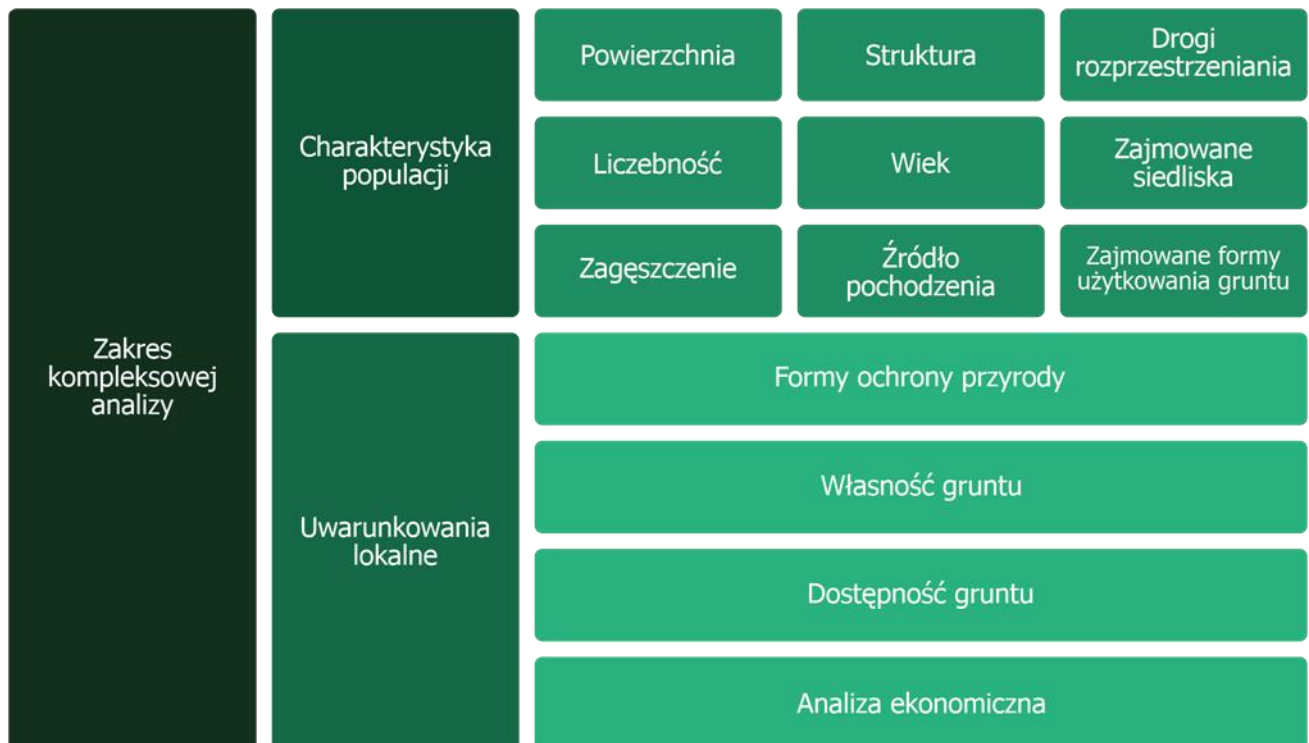 Zakres
kompleksowej
analizy
Charakterystyka
populacji
Powierzchnia
Struktura
Drogi
rozprzestrzeniania
Liczebność
Wiek
Zajmowane
siedliska
Zagęszczenie
Źródło
pochodzenia
Zajmowane formy
użytkowania gruntu
Uwarunkowania
lokalne
Formy ochrony przyrody
Własność gruntu
Dostępność gruntu
Analiza ekonomiczna